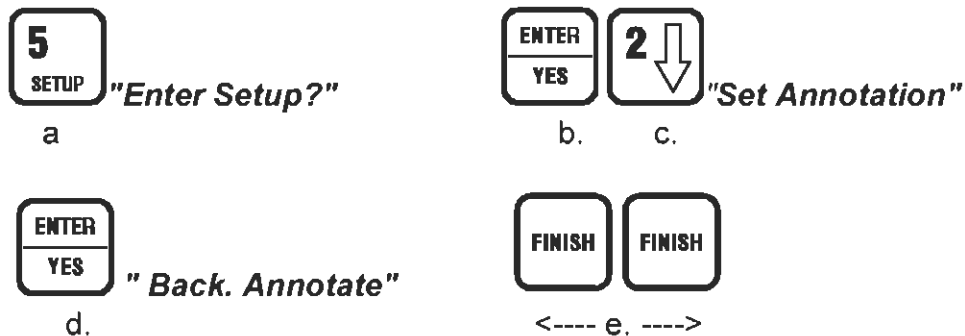 5
SETUP "Enter Setup?"
a
ENTER
YES
2 "Set Annotation"
b. c.
ENTER
YES
" Back. Annotate"
d.
FINISH FINISH
<---- e. ---->